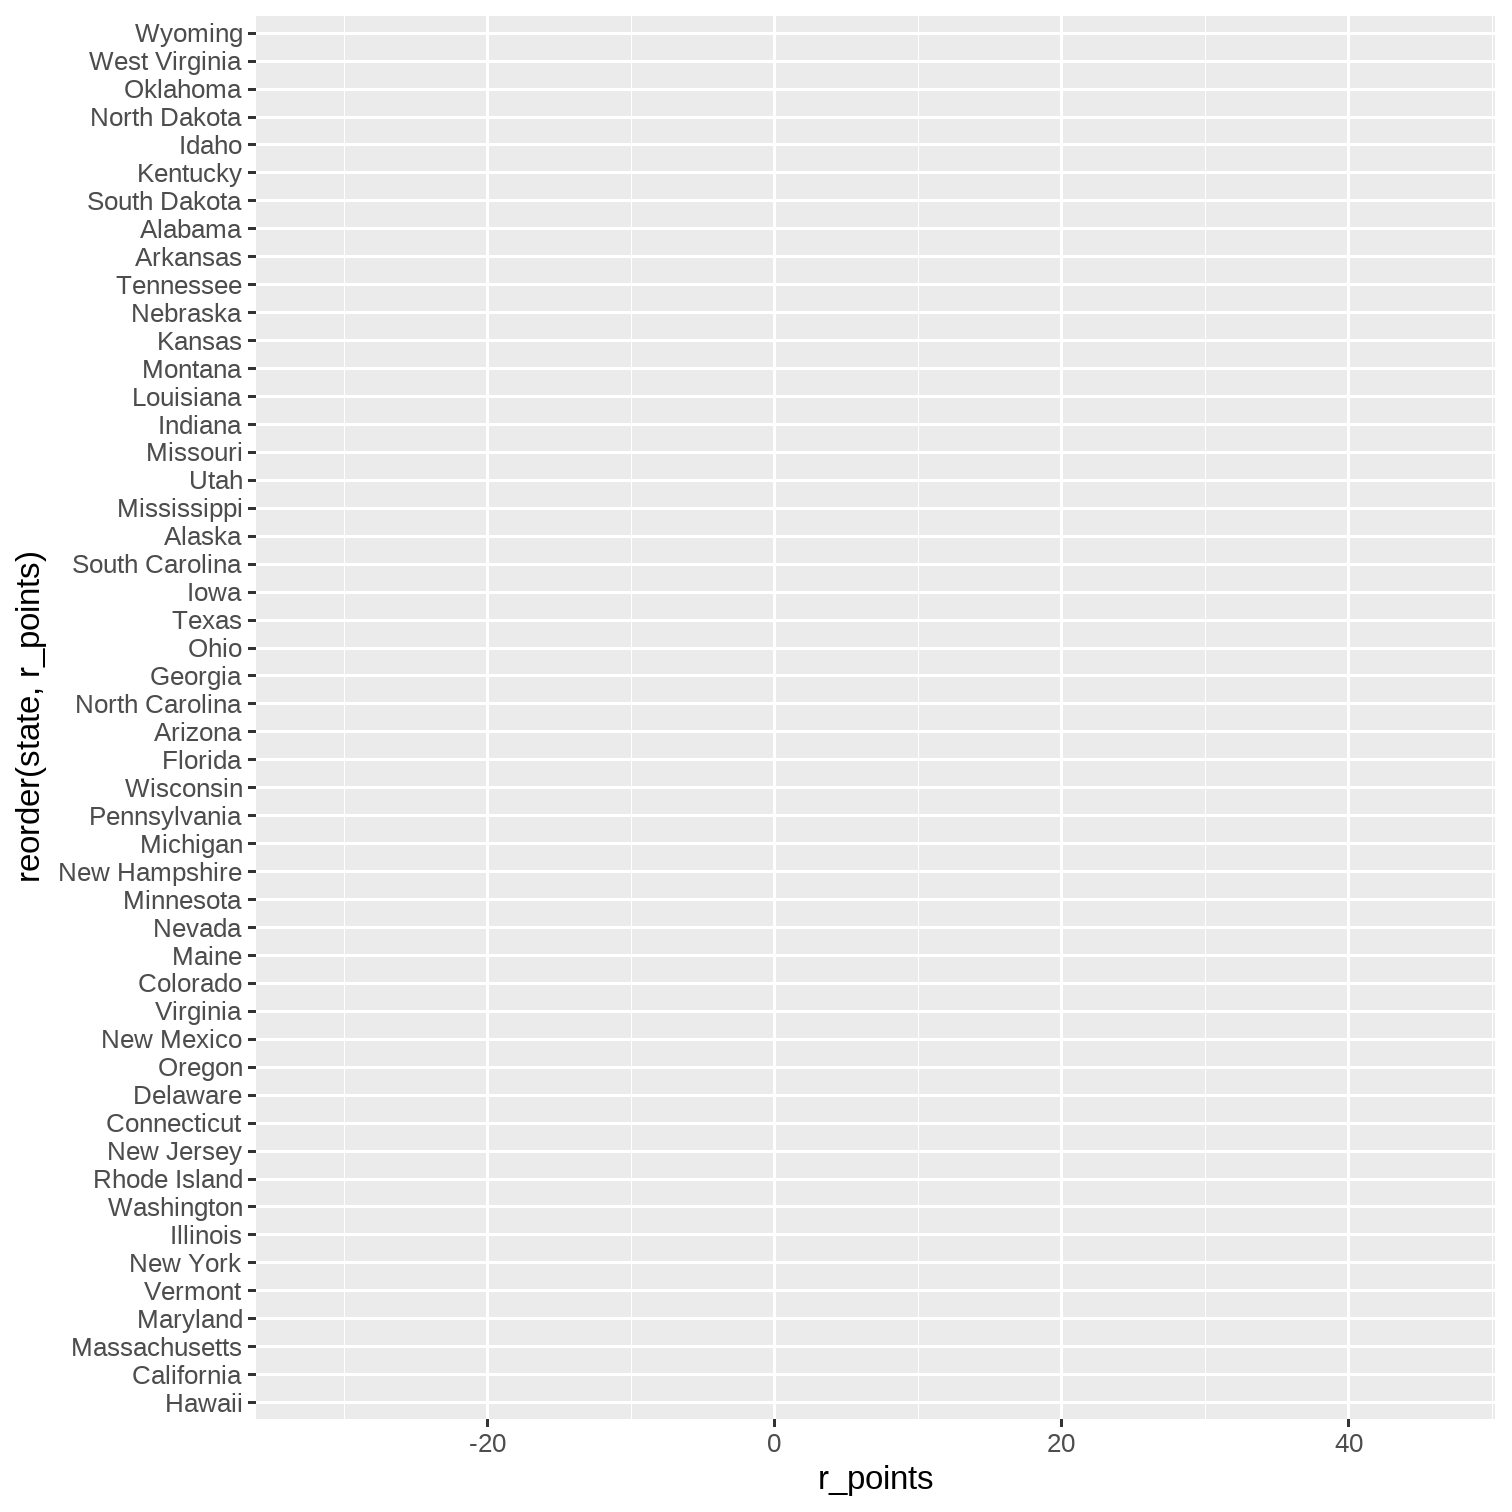 Wyoming
West Virginia
Oklahoma
North Dakota
Idaho
Kentucky
South Dakota
Alabama
Arkansas
Tennessee
Nebraska
Kansas
Montana
Louisiana
Indiana
Missouri
Utah
Mississippi
Alaska
South Carolina
Iowa
Texas
Ohio
Georgia
North Carolina
Arizona
Florida
Wisconsin
Pennsylvania
Michigan
New Hampshire
Minnesota
Nevada
Maine
Colorado
Virginia
New Mexico
Oregon
Delaware
Connecticut
New Jersey
Rhode Island
Washington
Illinois
New York
Vermont
Maryland
Massachusetts
California
Hawaii
reorder(state, r_points)
-20 0 20 40
r_points